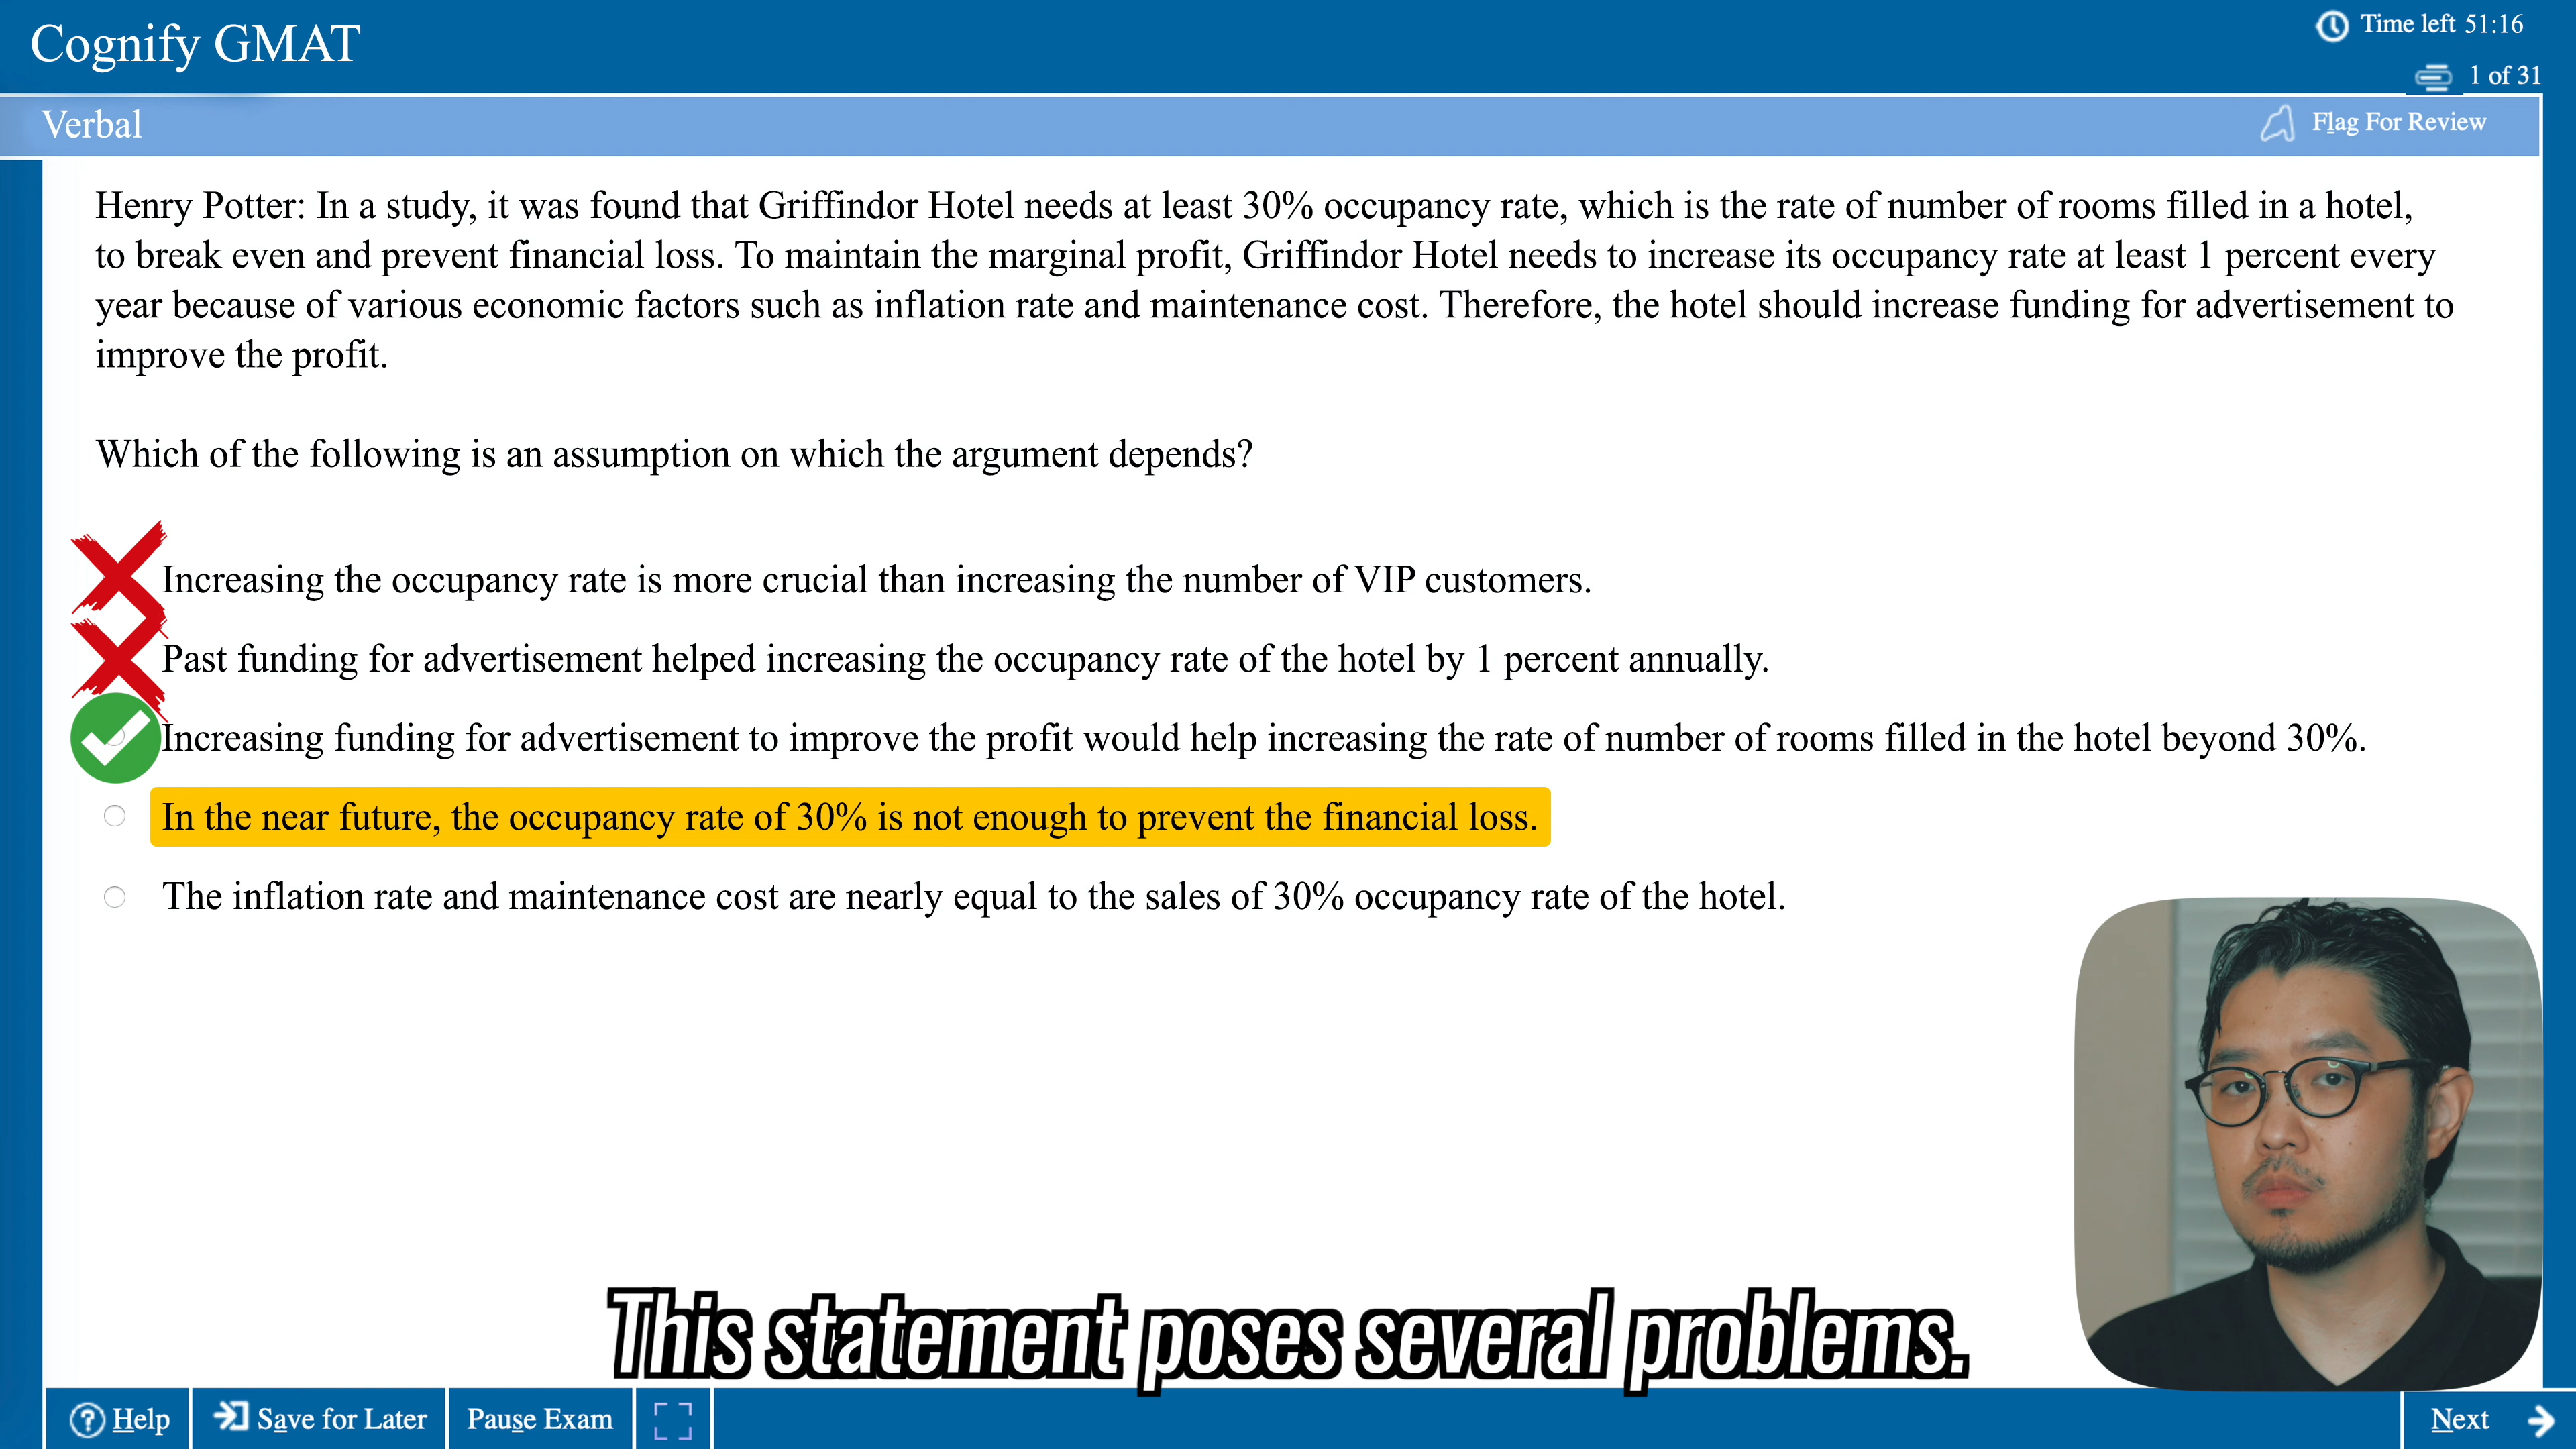 Cognify GMAT
Time left 51:16
1 of 31
Verbal
Flag For Review
Henry Potter: In a study, it was found that Griffindor Hotel needs at least 30% occupancy rate, which is the rate of number of rooms filled in a hotel,
to break even and prevent financial loss. To maintain the marginal profit, Griffindor Hotel needs to increase its occupancy rate at least 1 percent every
year because of various economic factors such as inflation rate and maintenance cost. Therefore, the hotel should increase funding for advertisement to
improve the profit.
Which of the following is an assumption on which the argument depends?
Increasing the occupancy rate is more crucial than increasing the number of VIP customers.
Past funding for advertisement helped increasing the occupancy rate of the hotel by 1 percent annually.
Increasing funding for advertisement to improve the profit would help increasing the rate of number of rooms filled in the hotel beyond 30%.
In the near future, the occupancy rate of 30% is not enough to prevent the financial loss.
The inflation rate and maintenance cost are nearly equal to the sales of 30% occupancy rate of the hotel.
This statement poses several problems.
Help
Save for Later
Pause Exam
Next